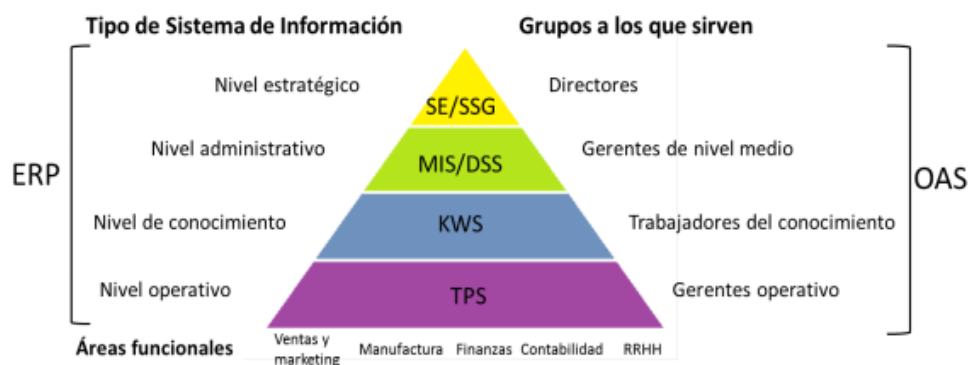 Tipo de Sistema de Información
Grupos a los que sirven
Nivel estratégico
SE/SSG
Directores
Nivel administrativo
MIS/DSS
Gerentes de nivel medio
ERP
OAS
Nivel de conocimiento
KWS
Trabajadores del conocimiento
Nivel operativo
TPS
Gerentes operativo
Áreas funcionales
Ventas y
marketing
Manufactura
Finanzas
Contabilidad
RRHH